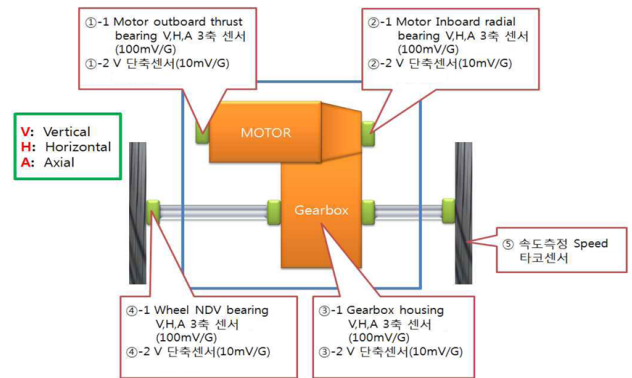 ①-1 Motor outboard thrust
bearing V,H,A 3축 센서
(100mV/G)
①-2 V 단축센서(10mV/G)
②-1 Motor Inboard radial
bearing V,H,A 3축 센서
(100mV/G)
②-2 V 단축센서(10mV/G)
V: Vertical
H: Horizontal
A: Axial
MOTOR
Gearbox
⑤ 속도측정 Speed
타코센서
④-1 Wheel NDV bearing
V,H,A 3축 센서
(100mV/G)
④-2 V 단축센서(10mV/G)
③-1 Gearbox housing
V,H,A 3축 센서
(100mV/G)
③-2 V 단축센서(10mV/G)